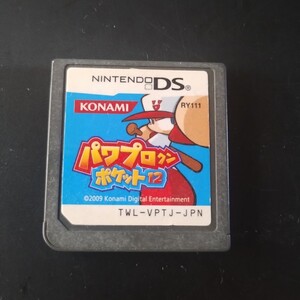 NINTENDO DS
KONAMI
RY111
パワプロクン
ポケット12
©2009 Konami Digital Entertainment
TWL-VPTJ-JPN